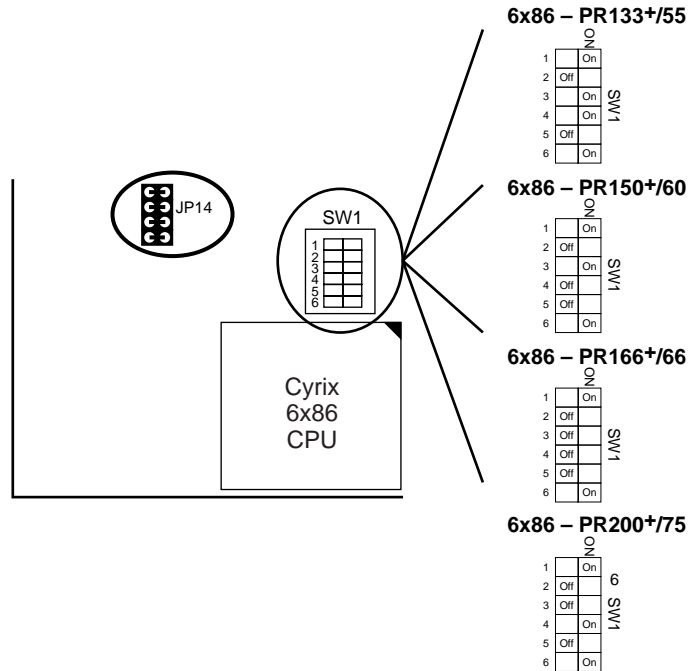 JP14
SW1
1
2
3
4
5
6
Cyrix
6x86
CPU
6x86 – PR133+/55
ON
1 On
2 Off
3 On
4 On
5 Off
6 On
SW1
6x86 – PR150+/60
ON
1 On
2 Off
3 On
4 Off
5 Off
6 On
SW1
6x86 – PR166+/66
ON
1 On
2 Off
3 Off
4 Off
5 Off
6 On
SW1
6x86 – PR200+/75
ON
1 On
6
2 Off
3 Off
4 On
5 Off
6 On
SW1